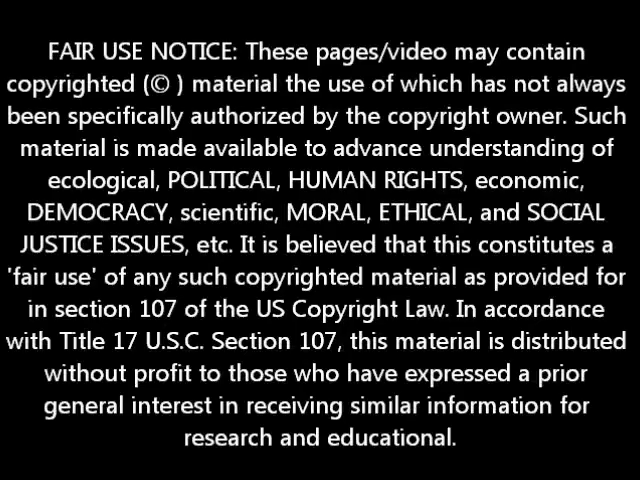 FAIR USE NOTICE: These pages/video may contain
copyrighted (© ) material the use of which has not always
been specifically authorized by the copyright owner. Such
material is made available to advance understanding of
ecological, POLITICAL, HUMAN RIGHTS, economic,
DEMOCRACY, scientific, MORAL, ETHICAL, and SOCIAL
JUSTICE ISSUES, etc. It is believed that this constitutes a
'fair use' of any such copyrighted material as provided for
in section 107 of the US Copyright Law. In accordance
with Title 17 U.S.C. Section 107, this material is distributed
without profit to those who have expressed a prior
general interest in receiving similar information for
research and educational.